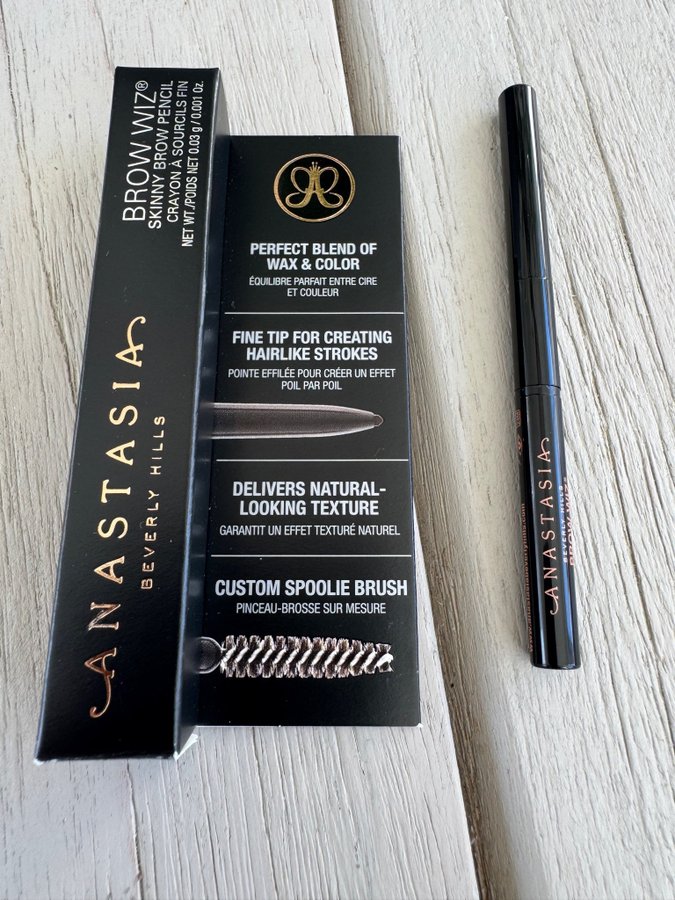 BROW WIZ®
SKINNY BROW PENCIL
CRAYON À SOURCILS FIN
NET WT./POIDS NET 0.03 g / 0.001 Oz.
ANASTASIA
BEVERLY HILLS
PERFECT BLEND OF
WAX & COLOR
ÉQUILIBRE PARFAIT ENTRE CIRE
ET COULEUR
FINE TIP FOR CREATING
HAIRLIKE STROKES
POINTE EFFILÉE POUR CRÉER UN EFFET
POIL PAR POIL
DELIVERS NATURAL-
LOOKING TEXTURE
GARANTIT UN EFFET TEXTURÉ NATUREL
CUSTOM SPOOLIE BRUSH
PINCEAU-BROSSE SUR MESURE
ANASTASIA
BEVERLY HILLS
BROW WIZ®